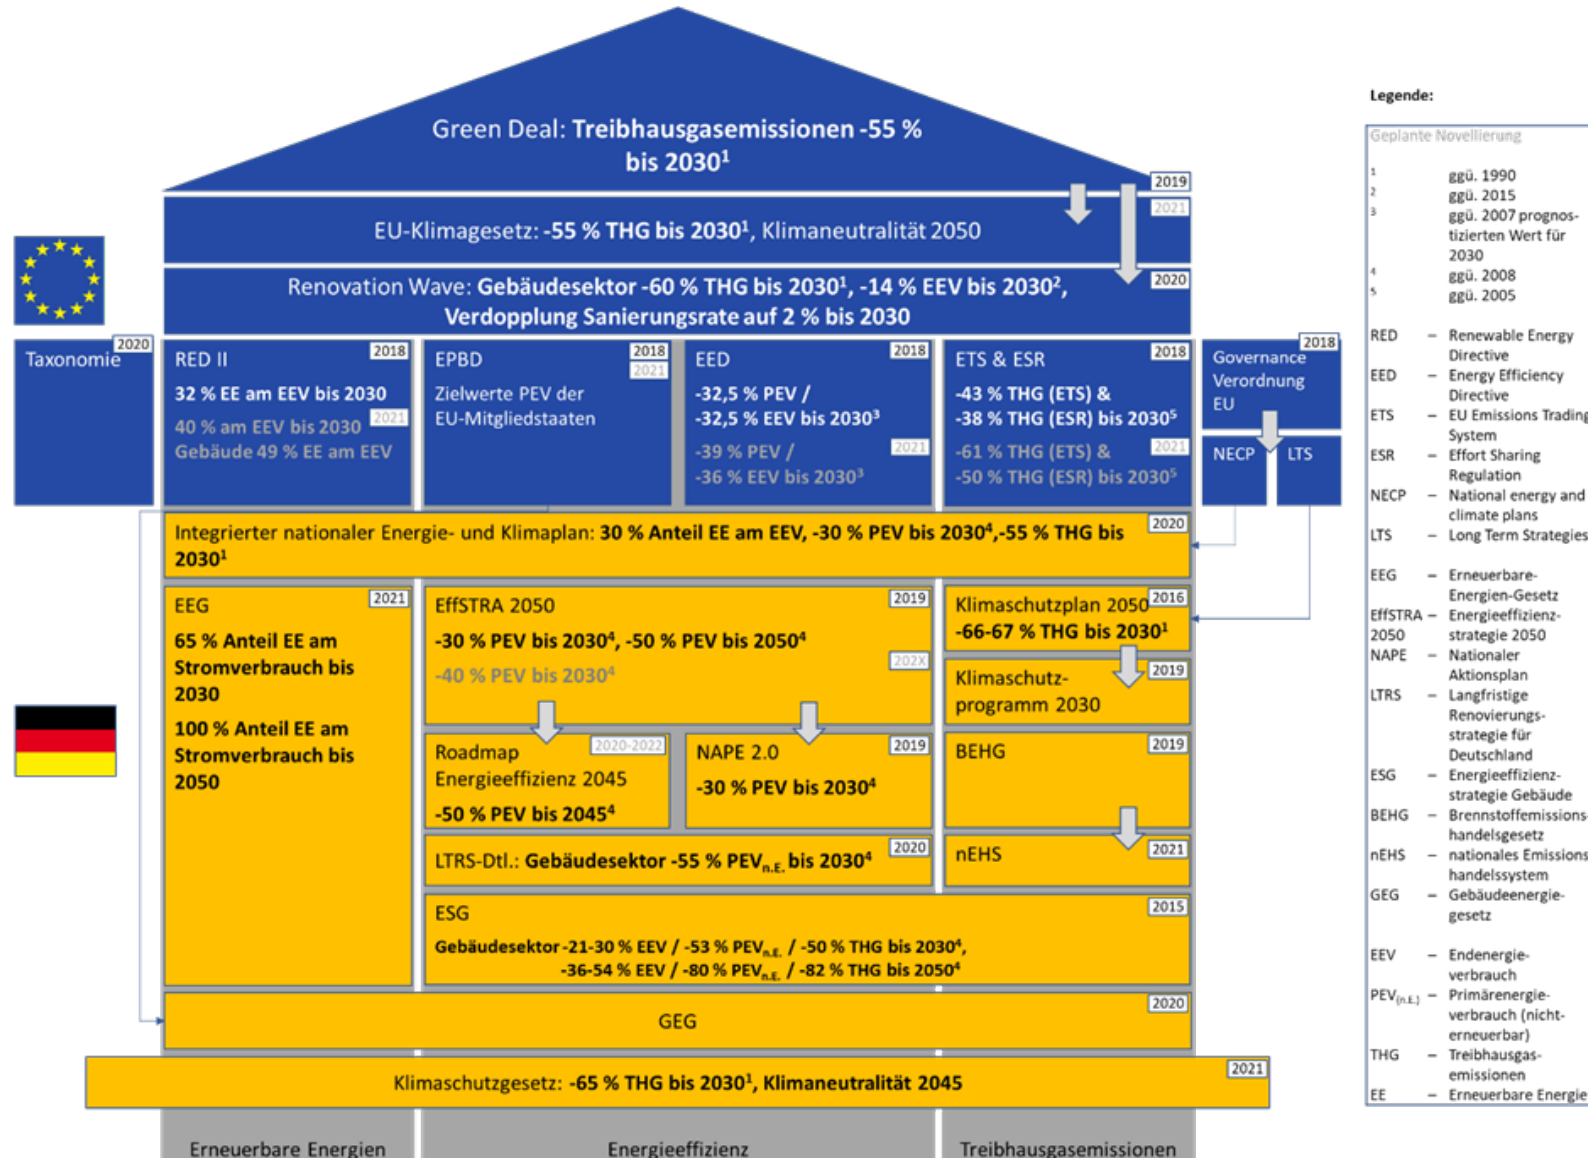 Green Deal: Treibhausgasemissionen -55 %
bis 2030¹
2019
EU-Klimagesetz: -55 % THG bis 2030¹, Klimaneutralität 2050
2021
Renovation Wave: Gebäudesektor -60 % THG bis 2030¹, -14 % EEV bis 2030²,
Verdopplung Sanierungsrate auf 2 % bis 2030
2020
Taxonomie
2020
RED II
2018
32 % EE am EEV bis 2030
2021
40 % am EEV bis 2030
Gebäude 49 % EE am EEV
EPBD
2018
2021
Zielwerte PEV der
EU-Mitgliedstaaten
EED
2018
-32,5 % PEV /
-32,5 % EEV bis 2030³
-39 % PEV /
2021
-36 % EEV bis 2030³
ETS & ESR
2018
-43 % THG (ETS) &
-38 % THG (ESR) bis 2030⁵
-61 % THG (ETS) &
2021
-50 % THG (ESR) bis 2030⁵
2018
Governance
Verordnung
EU
NECP
LTS
Integrierter nationaler Energie- und Klimaplan: 30 % Anteil EE am EEV, -30 % PEV bis 2030⁴,-55 % THG bis
2030¹
2020
EEG
2021
65 % Anteil EE am
Stromverbrauch bis
2030
100 % Anteil EE am
Stromverbrauch bis
2050
EffSTRA 2050
2019
-30 % PEV bis 2030⁴, -50 % PEV bis 2050⁴
202X
-40 % PEV bis 2030⁴
Klimaschutzplan 2050
2016
-66-67 % THG bis 2030¹
Klimaschutz-
programm 2030
2019
Roadmap
2020-2022
Energieeffizienz 2045
-50 % PEV bis 2045⁴
NAPE 2.0
2019
-30 % PEV bis 2030⁴
BEHG
2019
LTRS-Dtl.: Gebäudesektor -55 % PEVn.E. bis 2030⁴
2020
nEHS
2021
ESG
2015
Gebäudesektor -21-30 % EEV / -53 % PEVn.E. / -50 % THG bis 2030⁴,
-36-54 % EEV / -80 % PEVn.E. / -82 % THG bis 2050⁴
GEG
2020
Klimaschutzgesetz: -65 % THG bis 2030¹, Klimaneutralität 2045
2021
Erneuerbare Energien
Energieeffizienz
Treibhausgasemissionen
Legende:
Geplante Novellierung
1 ggü. 1990
2 ggü. 2015
3 ggü. 2007 prognos-
tizierten Wert für
2030
4 ggü. 2008
5 ggü. 2005
RED – Renewable Energy
Directive
EED – Energy Efficiency
Directive
ETS – EU Emissions Trading
System
ESR – Effort Sharing
Regulation
NECP – National energy and
climate plans
LTS – Long Term Strategies
EEG – Erneuerbare-
Energien-Gesetz
EffSTRA – Energieeffizienz-
2050 strategie 2050
NAPE – Nationaler
Aktionsplan
LTRS – Langfristige
Renovierungs-
strategie für
Deutschland
ESG – Energieeffizienz-
strategie Gebäude
BEHG – Brennstoffemissions-
handelsgesetz
nEHS – nationales Emissions
handelssystem
GEG – Gebäudeenergie-
gesetz
EEV – Endenergie-
verbrauch
PEV(n.E.) – Primärenergie-
verbrauch (nicht-
erneuerbar)
THG – Treibhausgas-
emissionen
EE – Erneuerbare Energie